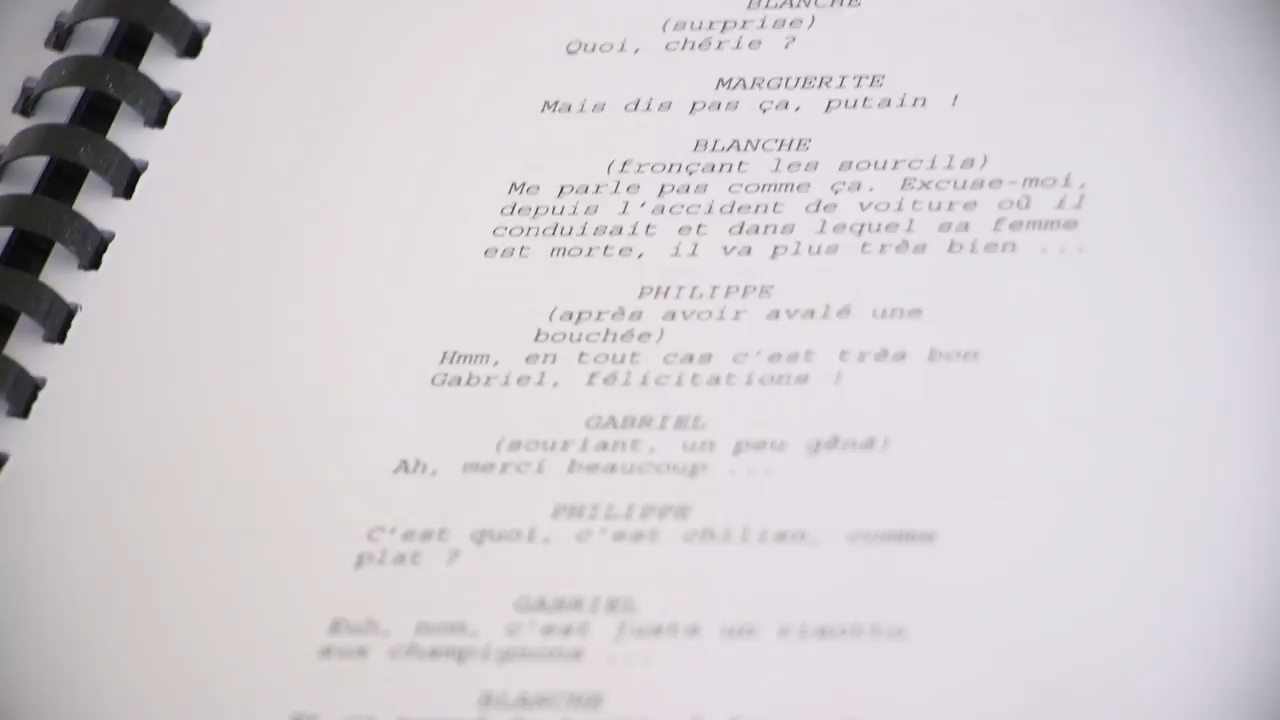 BLANCHE
(surprise)
Quoi, chérie ?
MARGUERITE
Mais dis pas ça, putain !
BLANCHE
(fronçant les sourcils)
Me parle pas comme ça. Excuse-moi,
depuis l'accident de voiture où il
conduisait et dans lequel sa femme
est morte, il va plus très bien ...
PHILIPPE
(après avoir avalé une
bouchée)
Hmm, en tout cas c'est très bon
Gabriel, félicitations !
GABRIEL
(souriant, un peu gêné)
Ah, merci beaucoup ...
PHILIPPE
C'est quoi, c'est chilien, comme
plat ?
GABRIEL
Euh, non, c'est juste un risotto
aux champignons ...
BLANCHE